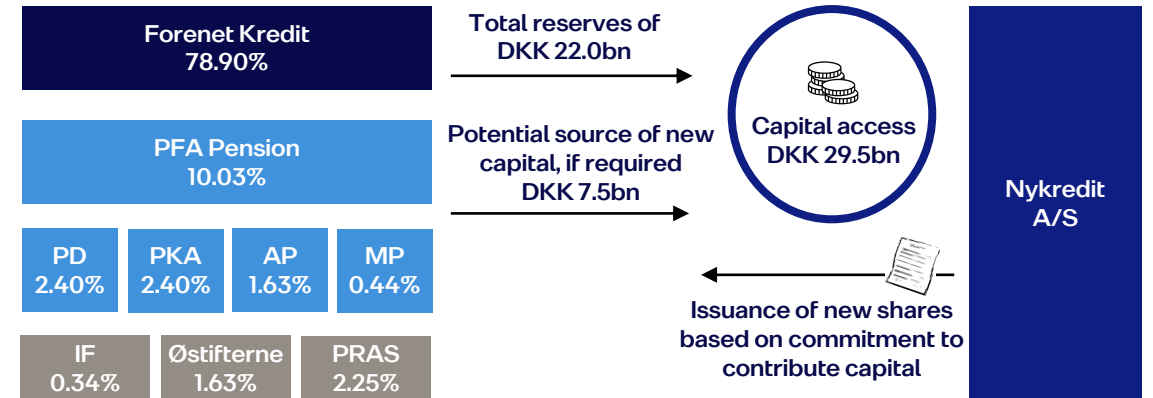 Forenet Kredit
78.90%
Total reserves of
DKK 22.0bn
PFA Pension
10.03%
Potential source of new
capital, if required
DKK 7.5bn
Capital access
DKK 29.5bn
Nykredit
A/S
PD
2.40%
PKA
2.40%
AP
1.63%
MP
0.44%
Issuance of new shares
based on commitment to
contribute capital
IF
0.34%
Østifterne
1.63%
PRAS
2.25%